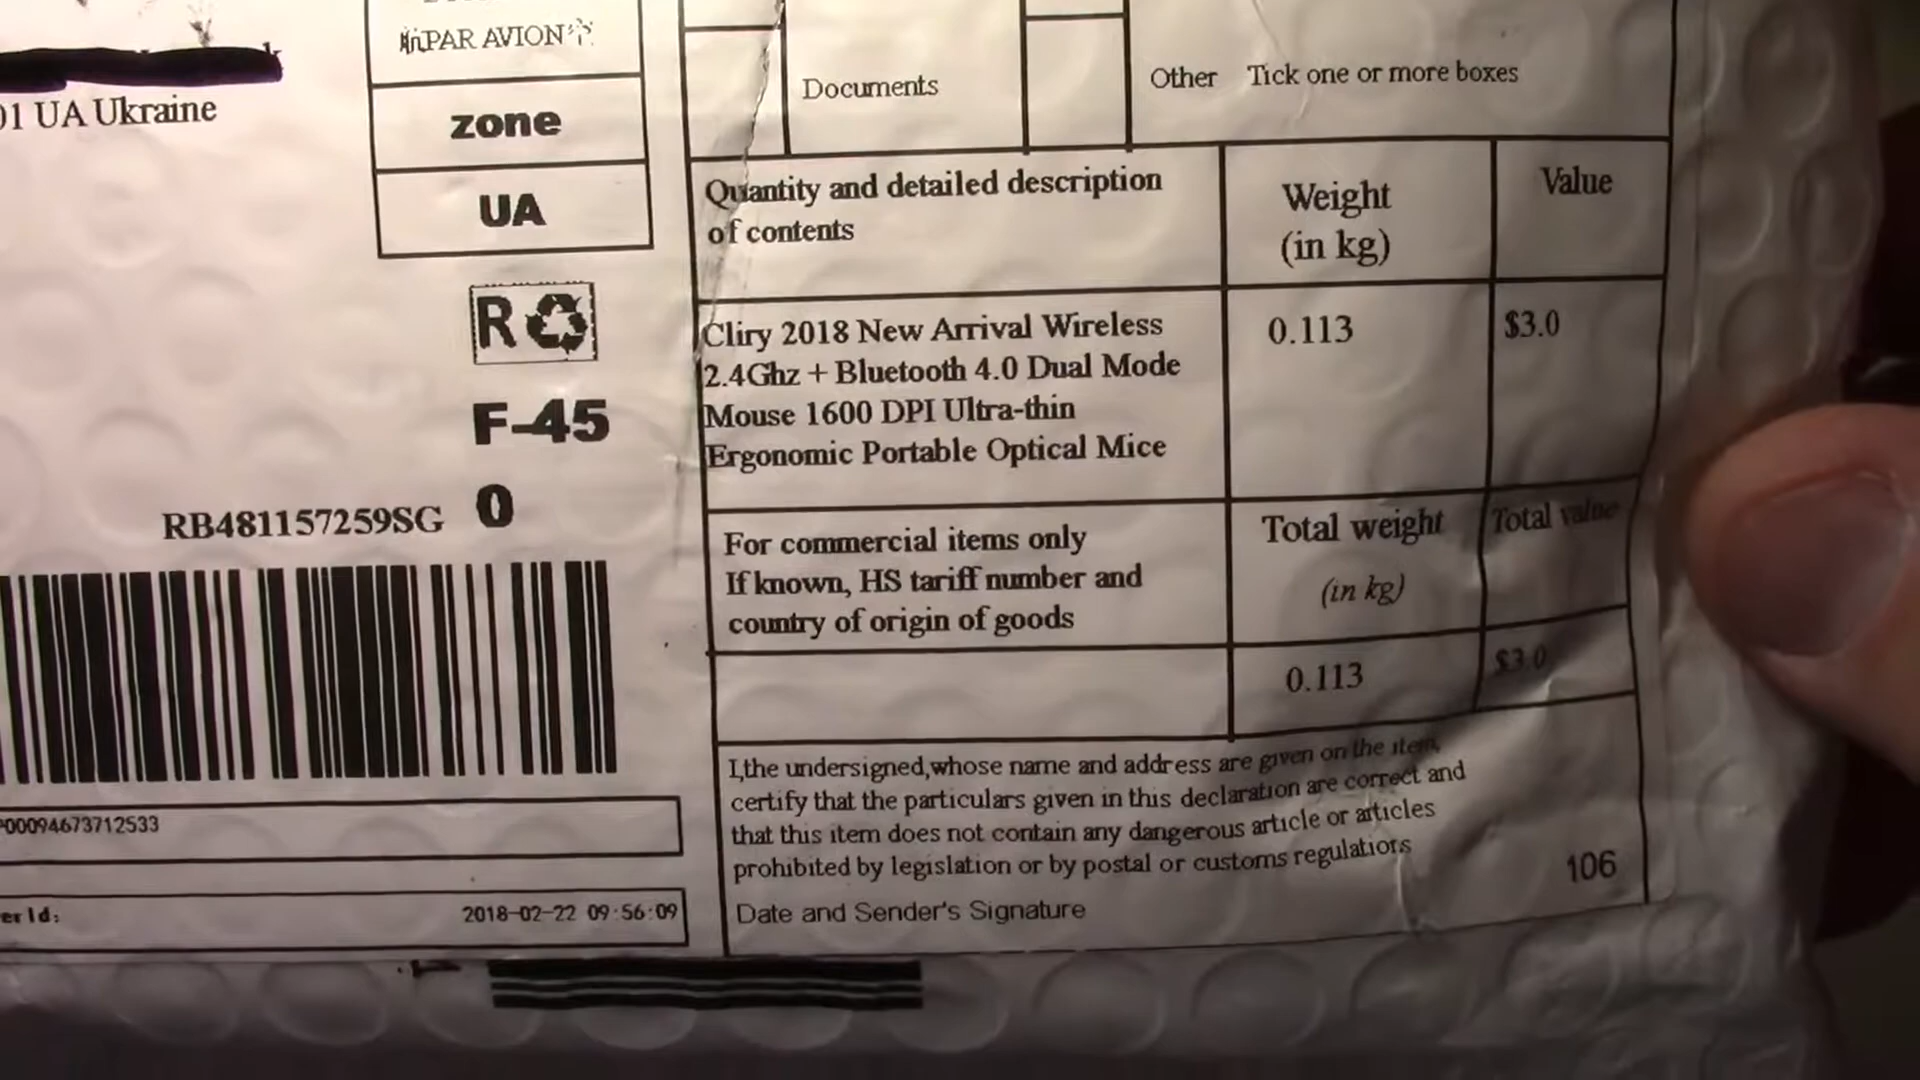 PAR AVION
01 UA Ukraine
zone
UA
R
F-45
0
RB481157259SG
00094673712533
er Id:
2018-02-22 09:56:09
Documents
Other Tick one or more boxes
Quantity and detailed description
of contents
Weight
(in kg)
Value
Cliry 2018 New Arrival Wireless
2.4Ghz + Bluetooth 4.0 Dual Mode
Mouse 1600 DPI Ultra-thin
Ergonomic Portable Optical Mice
0.113
$3.0
For commercial items only
If known, HS tariff number and
country of origin of goods
Total weight
(in kg)
Total value
0.113
$3.0
I,the undersigned,whose name and address are given on the item,
certify that the particulars given in this declaration are correct and
that this item does not contain any dangerous article or articles
prohibited by legislation or by postal or customs regulations
106
Date and Sender's Signature